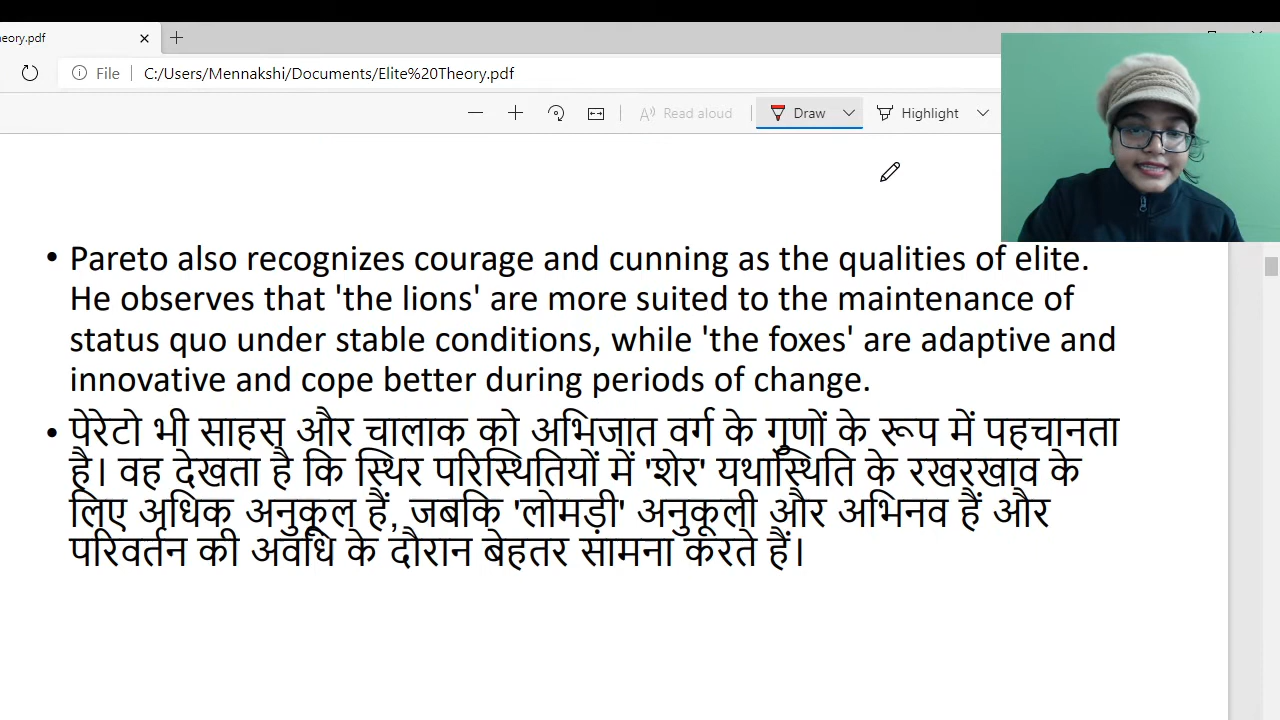 eory.pdf
File C:/Users/Mennakshi/Documents/Elite%20Theory.pdf
Read aloud Draw Highlight
• Pareto also recognizes courage and cunning as the qualities of elite.
He observes that 'the lions' are more suited to the maintenance of
status quo under stable conditions, while 'the foxes' are adaptive and
innovative and cope better during periods of change.
• पेरेटो भी साहस और चालाक को अभिजात वर्ग के गुणों के रूप में पहचानता
है। वह देखता है कि स्थिर परिस्थितियों में 'शेर' यथास्थिति के रखरखाव के
लिए अधिक अनुकूल हैं, जबकि 'लोमड़ी' अनुकूली और अभिनव हैं और
परिवर्तन की अवधि के दौरान बेहतर सामना करते हैं।